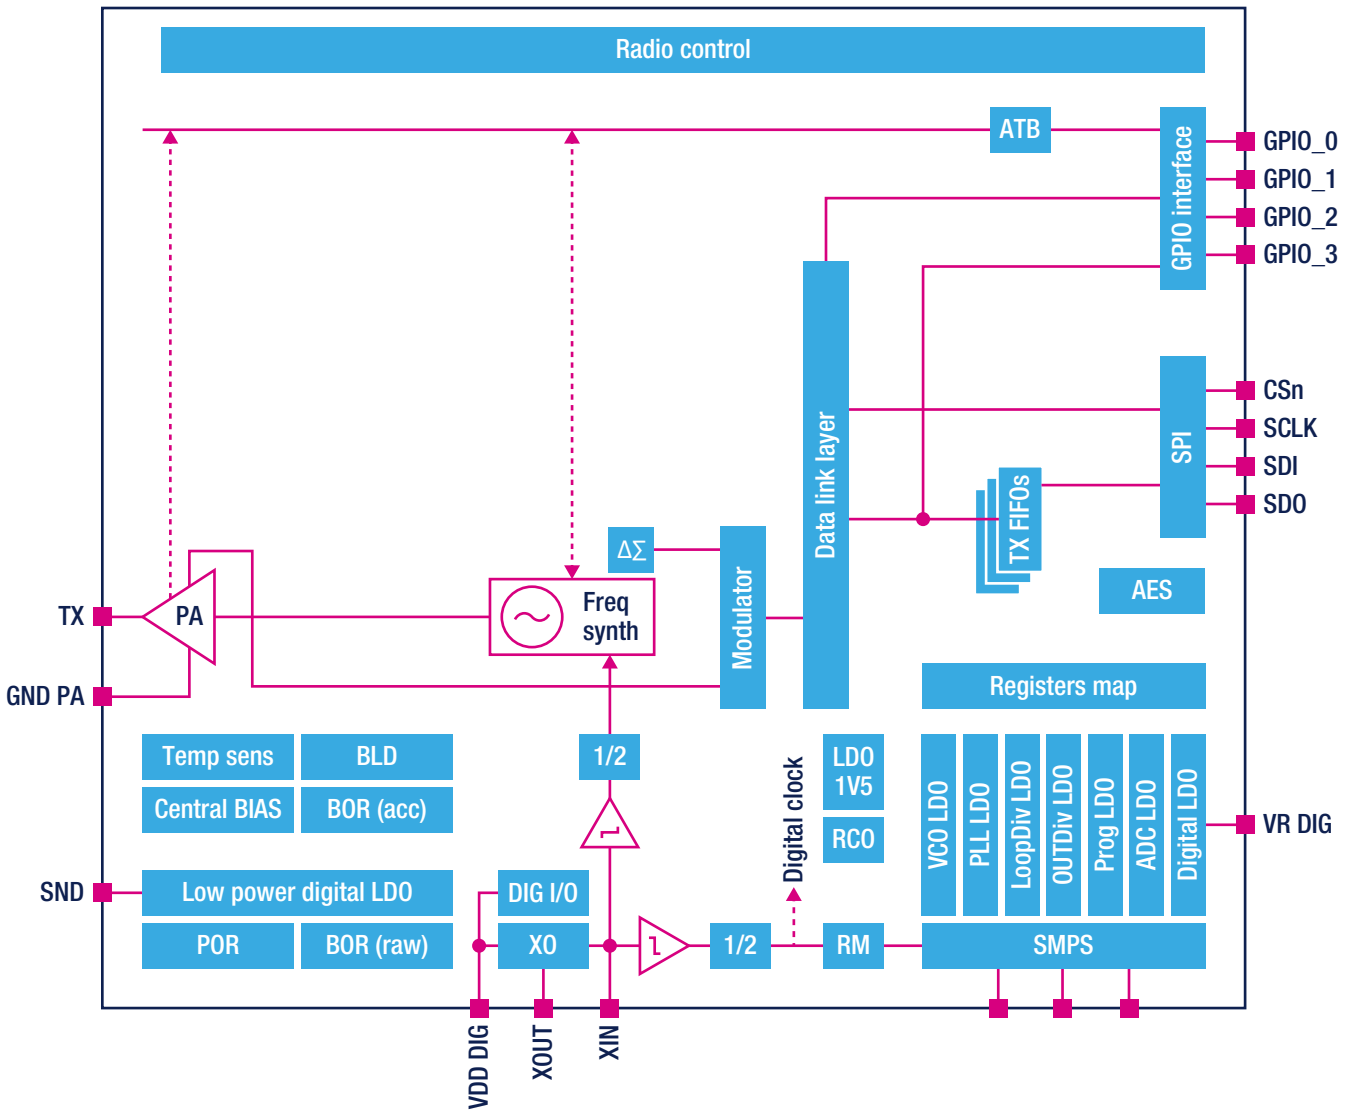 Radio control
ATB
GPIO interface
GPIO_0
GPIO_1
GPIO_2
GPIO_3
Data link layer
SPI
CSn
SCLK
SDI
SDO
TX FIFOs
ΔΣ
Modulator
AES
TX
PA
Freq
synth
GND PA
Registers map
Temp sens
BLD
Central BIAS
BOR (acc)
1/2
Digital clock
LDO
1V5
RCO
VCO LDO
PLL LDO
LoopDiv LDO
OUTDiv LDO
Prog LDO
ADC LDO
Digital LDO
VR DIG
SND
Low power digital LDO
DIG I/O
POR
BOR (raw)
XO
1/2
RM
SMPS
VDD DIG
XOUT
XIN